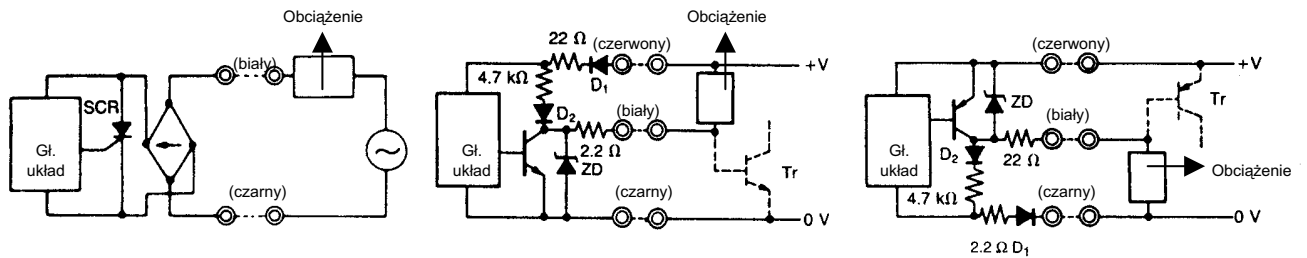 Obciążenie
(biały)
SCR
Gł.
układ
(czarny)
Obciążenie
22 Ω
(czerwony)
4.7 kΩ
D1
+V
D2
(biały)
Gł.
układ
2.2 Ω
ZD
Tr
(czarny)
0 V
(czerwony)
+V
ZD
Tr
(biały)
Gł.
układ
D2
22 Ω
Obciążenie
4.7 kΩ
(czarny)
0 V
2.2 Ω D1